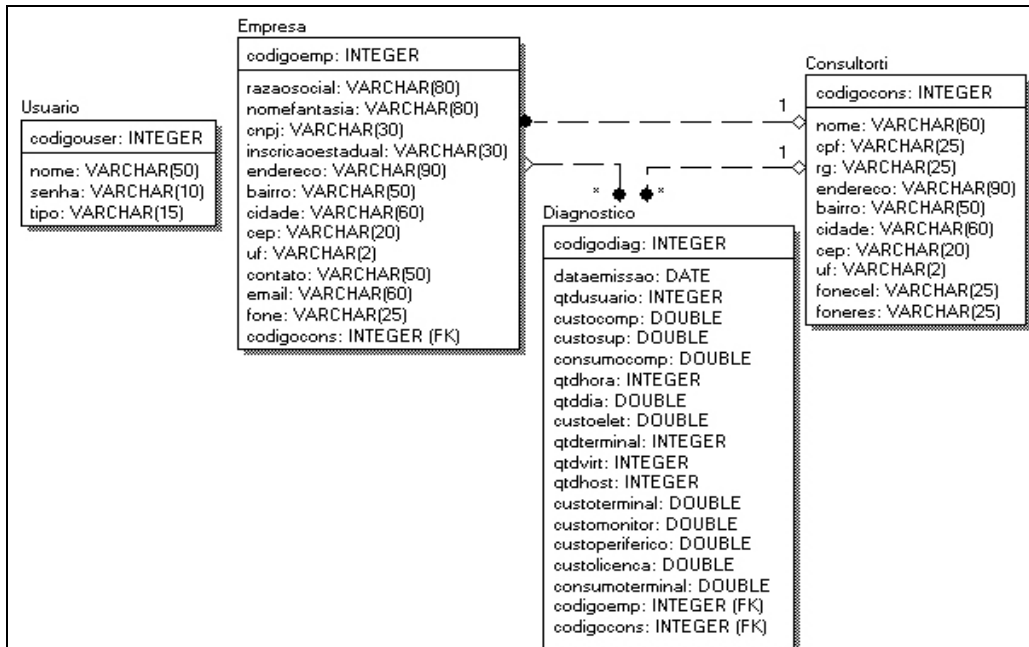 Usuario
codigouser: INTEGER
nome: VARCHAR(50)
senha: VARCHAR(10)
tipo: VARCHAR(15)
Empresa
codigoemp: INTEGER
razaosocial: VARCHAR(80)
nomefantasia: VARCHAR(80)
cnpj: VARCHAR(30)
inscricaoestadual: VARCHAR(30)
endereco: VARCHAR(90)
bairro: VARCHAR(50)
cidade: VARCHAR(60)
cep: VARCHAR(20)
uf: VARCHAR(2)
contato: VARCHAR(50)
email: VARCHAR(60)
fone: VARCHAR(25)
codigocons: INTEGER (FK)
1
1
*
*
Diagnostico
codigodiag: INTEGER
dataemissao: DATE
qtdusuario: INTEGER
custocomp: DOUBLE
custosup: DOUBLE
consumocomp: DOUBLE
qtdhora: INTEGER
qtddia: DOUBLE
custoelet: DOUBLE
qtdterminal: INTEGER
qtdvirt: INTEGER
qtdhost: INTEGER
custoterminal: DOUBLE
customonitor: DOUBLE
custoperiferico: DOUBLE
custolicenca: DOUBLE
consumoterminal: DOUBLE
codigoemp: INTEGER (FK)
codigocons: INTEGER (FK)
Consultorti
codigocons: INTEGER
nome: VARCHAR(60)
cpf: VARCHAR(25)
rg: VARCHAR(25)
endereco: VARCHAR(90)
bairro: VARCHAR(50)
cidade: VARCHAR(60)
cep: VARCHAR(20)
uf: VARCHAR(2)
fonecel: VARCHAR(25)
foneres: VARCHAR(25)